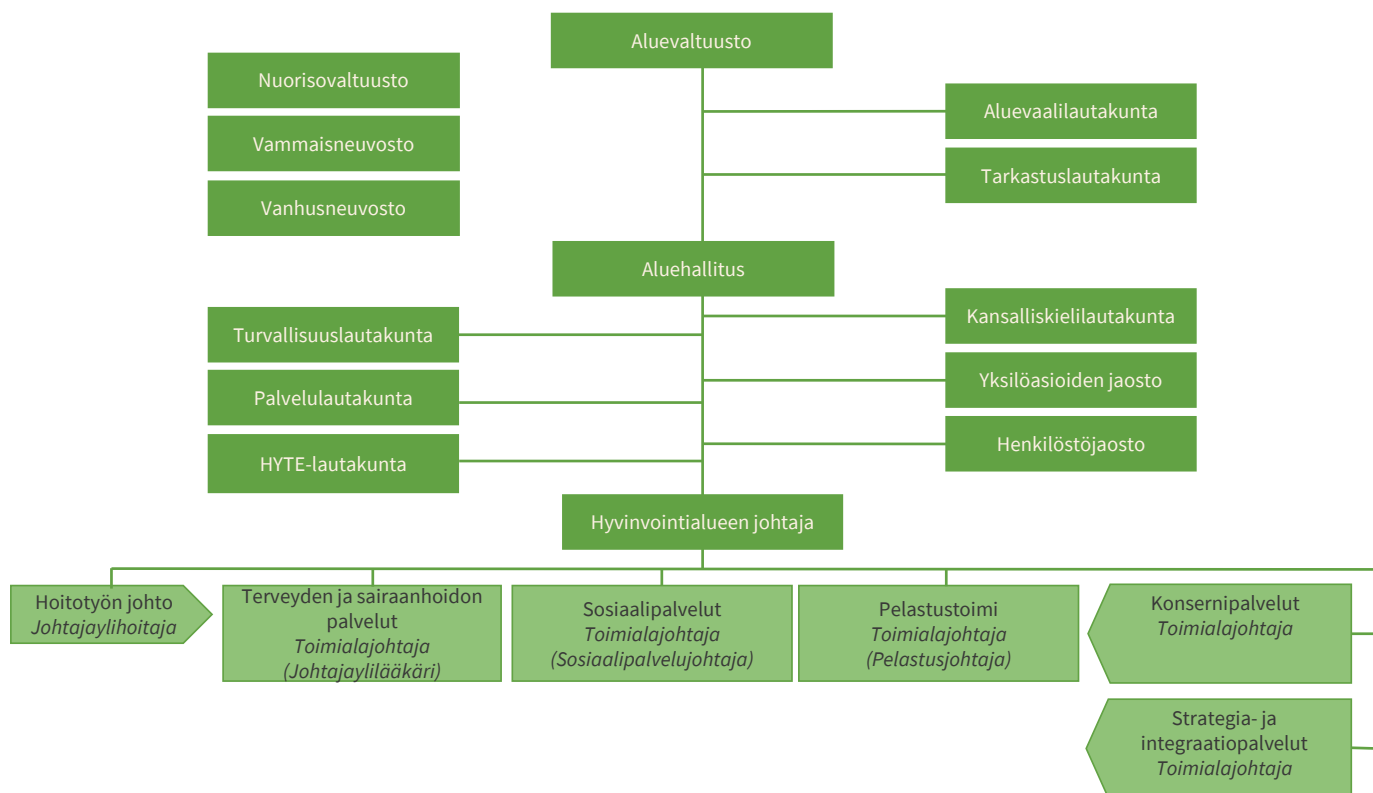 Aluevaltuusto
Nuorisovaltuusto
Vammaisneuvosto
Vanhusneuvosto
Aluevaalilautakunta
Tarkastuslautakunta
Aluehallitus
Turvallisuuslautakunta
Palvelulautakunta
HYTE-lautakunta
Kansalliskielilautakunta
Yksilöasioiden jaosto
Henkilöstöjaosto
Hyvinvointialueen johtaja
Hoitotyön johto
Johtajaylihoitaja
Terveyden ja sairaanhoidon
palvelut
Toimialajohtaja
(Johtajaylilääkäri)
Sosiaalipalvelut
Toimialajohtaja
(Sosiaalipalvelujohtaja)
Pelastustoimi
Toimialajohtaja
(Pelastusjohtaja)
Konsernipalvelut
Toimialajohtaja
Strategia- ja
integraatiopalvelut
Toimialajohtaja